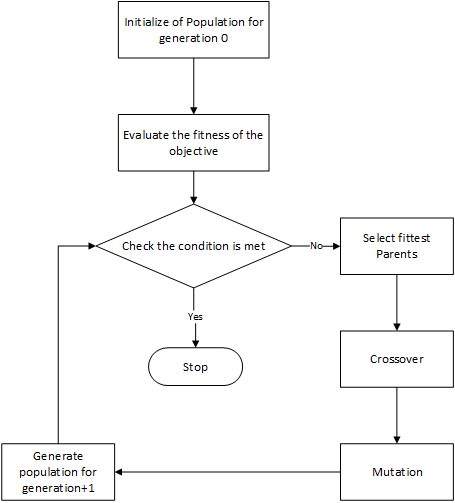 Initialize of Population for
generation 0
Evaluate the fitness of the
objective
Check the condition is met
No
Select fittest
Parents
Yes
Stop
Crossover
Generate
population for
generation+1
Mutation